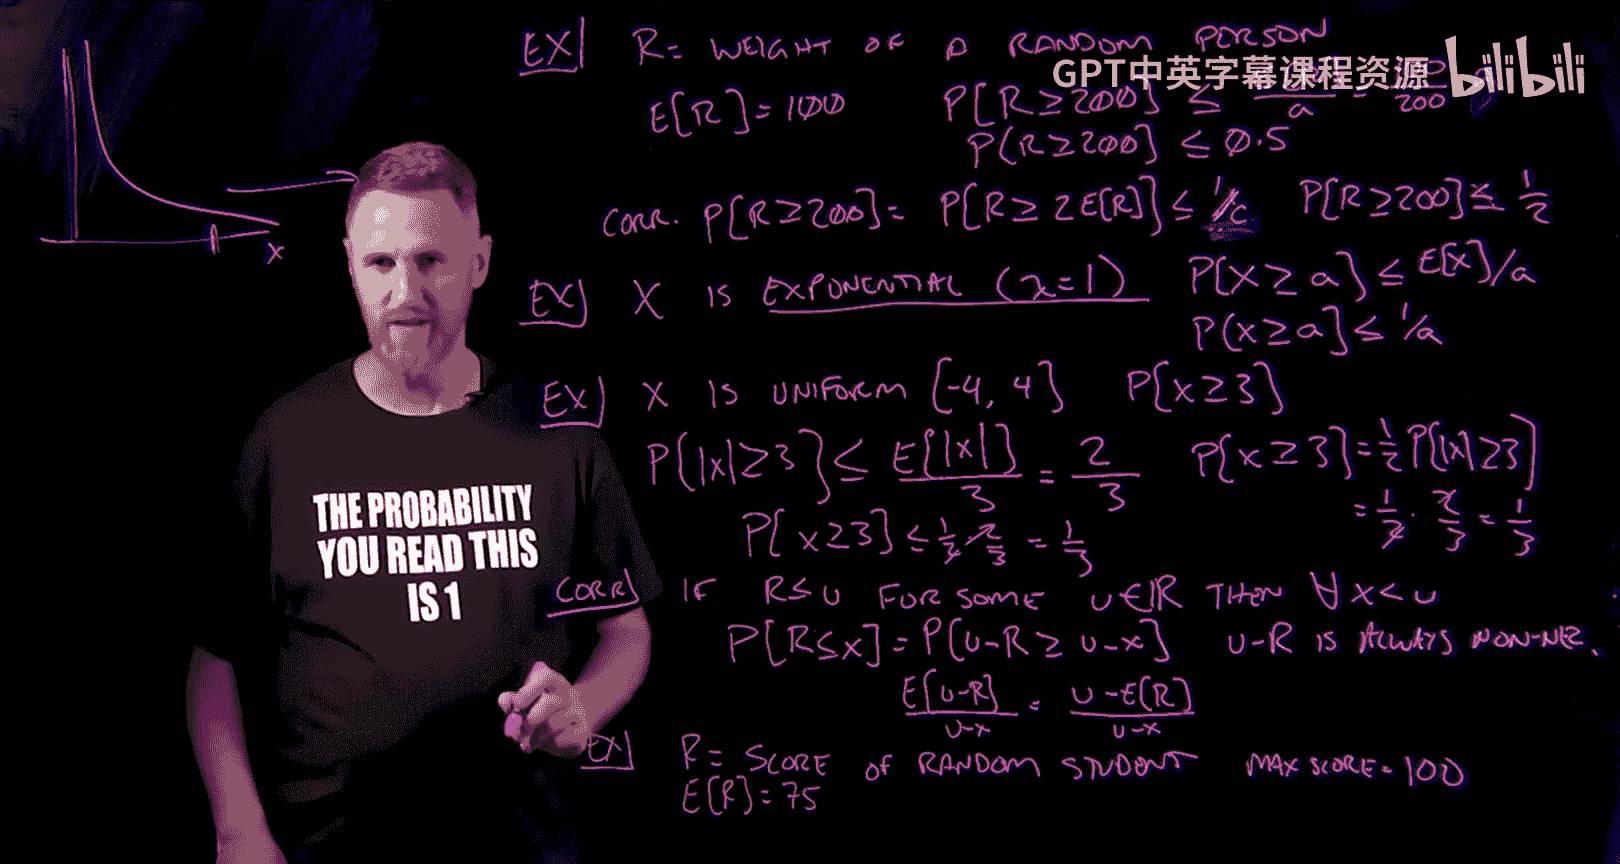 EX R = WEIGHT OF A RANDOM PERSON
GPT中英字幕课程资源 bilibili
E[R] = 100 P[R ≥ 200] ≤ — a = — 200
P[R ≥ 200] ≤ 0.5
CORR. P[R ≥ 200] = P[R ≥ 2E[R]] ≤ 1/c P[R ≥ 200] ≤ 1/2
EX X IS EXPONENTIAL (λ=1) P[X ≥ a] ≤ E[X]/a
P[X ≥ a] ≤ 1/a
EX X IS UNIFORM [-4, 4] P[X ≥ 3]
P[|X| ≥ 3] ≤ E[|X|]/3 = 2/3 P[X ≥ 3] = 1/2 P[|X| ≥ 3]
= 1/2 · 2/3 = 1/3
P[X ≥ 3] ≤ 1/2 · 2/3 = 1/3
CORR IF R ≤ U FOR SOME U ∈ ℝ THEN ∀ X < U
P[R ≤ X] = P[U-R ≥ U-X] U-R IS ALWAYS NON-NEG.
E[U-R]/U-X = U-E[R]/U-X
EX R = SCORE OF RANDOM STUDENT MAX SCORE = 100
E[R] = 75
X
THE PROBABILITY
YOU READ THIS
IS 1